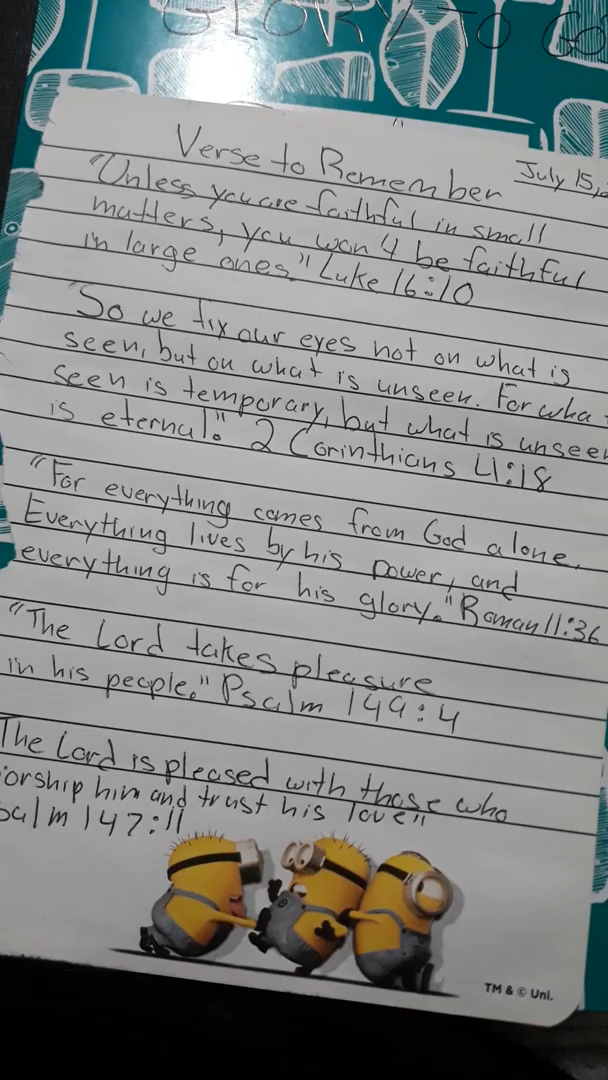 GLORY TO GO
Verse to Remember
July 15,
"Unless you are faithful in small
matters, you won't be faithful
in large ones." Luke 16:10
"So we fix our eyes not on what is
seen, but on what is unseen. For wha
seen is temporary, but what is unseen
is eternal." 2 Corinthians 4:18
"For everything comes from God alone.
Everything lives by his power, and
everything is for his glory." Roman 11:36
"The Lord takes pleasure
in his people." Psalm 149:4
The Lord is pleased with those who
orship him and trust his love"
salm 147:11
TM & © Uni.